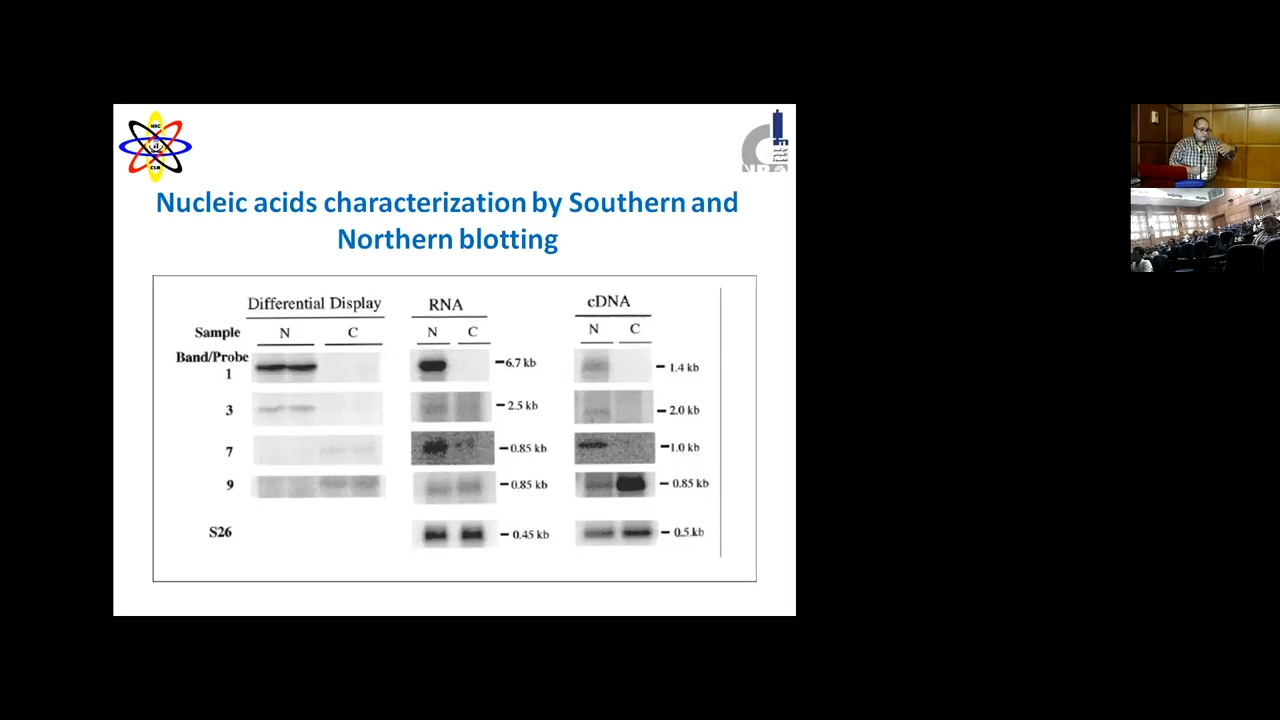 NRC
Nucleic acids characterization by Southern and
Northern blotting
Differential Display RNA cDNA
Sample N C N C N C
Band/Probe
1 6.7 kb 1.4 kb
3 2.5 kb 2.0 kb
7 0.85 kb 1.0 kb
9 0.85 kb 0.85 kb
S26 0.45 kb 0.5 kb